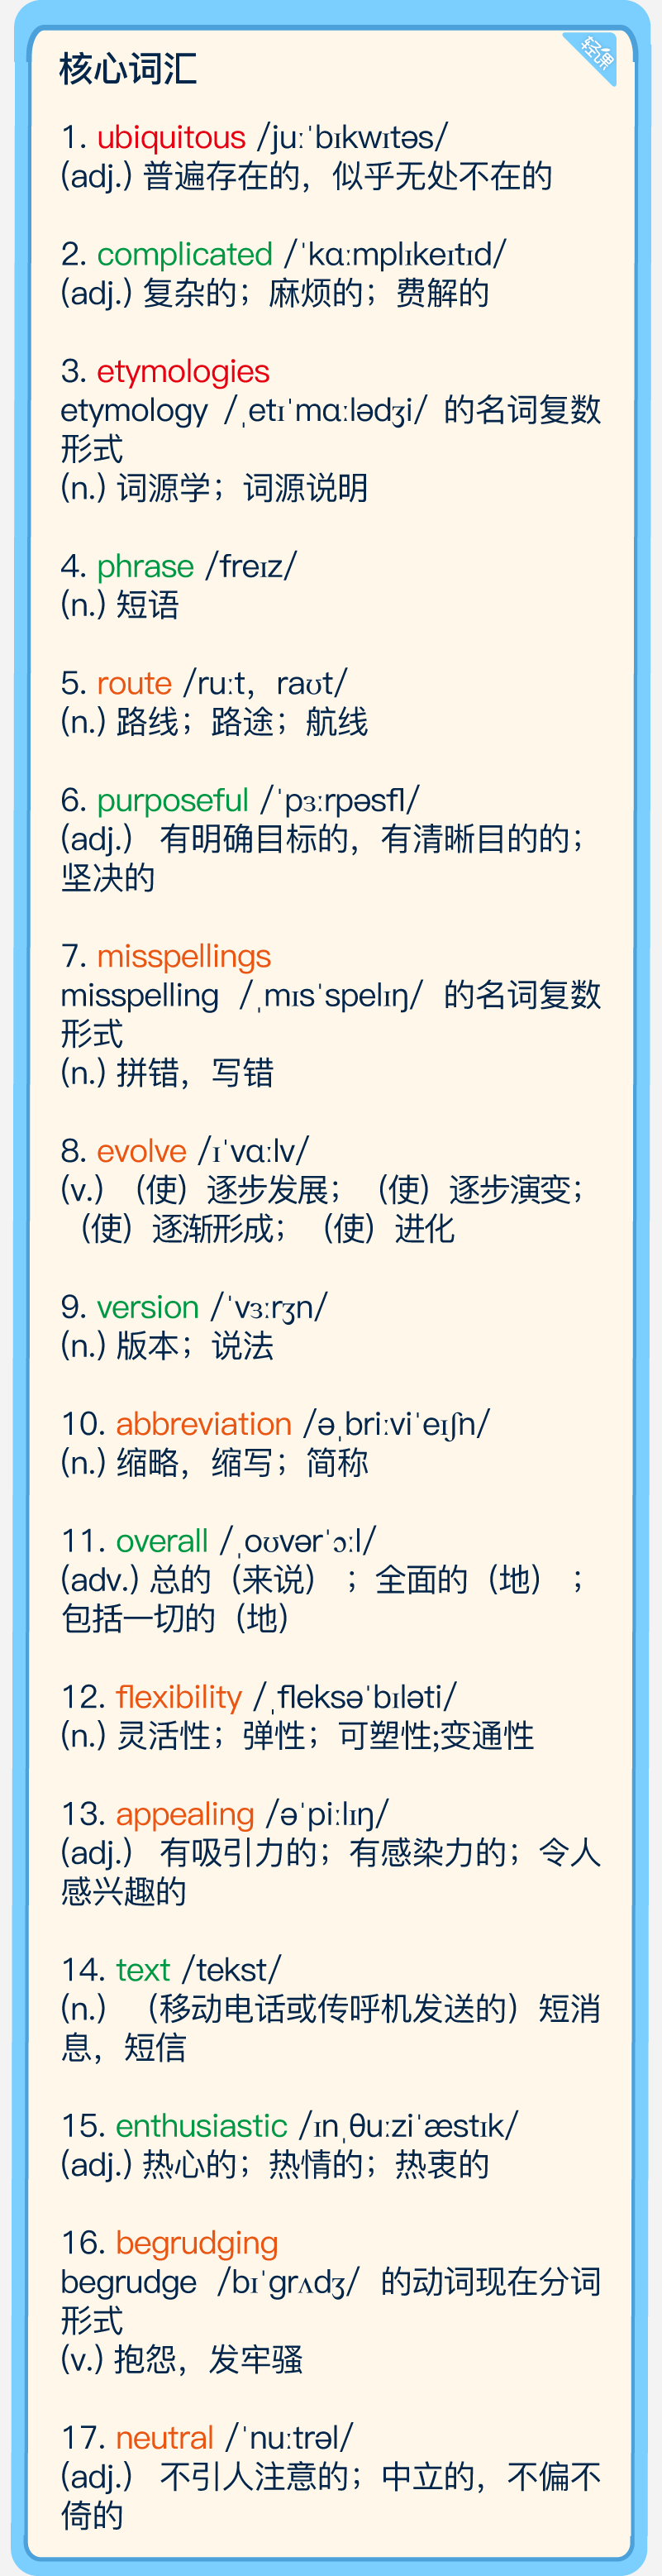 核心词汇
轻课
1. ubiquitous /juːˈbɪkwɪtəs/
(adj.) 普遍存在的，似乎无处不在的
2. complicated /ˈkɑːmplɪkeɪtɪd/
(adj.) 复杂的；麻烦的；费解的
3. etymologies
etymology /ˌetɪˈmɑːlədʒi/ 的名词复数
形式
(n.) 词源学；词源说明
4. phrase /freɪz/
(n.) 短语
5. route /ruːt，raʊt/
(n.) 路线；路途；航线
6. purposeful /ˈpɜːrpəsfl/
(adj.) 有明确目标的，有清晰目的的；
坚决的
7. misspellings
misspelling /ˌmɪsˈspelɪŋ/ 的名词复数
形式
(n.) 拼错，写错
8. evolve /ɪˈvɑːlv/
(v.) （使）逐步发展；（使）逐步演变；
（使）逐渐形成；（使）进化
9. version /ˈvɜːrʒn/
(n.) 版本；说法
10. abbreviation /əˌbriːviˈeɪʃn/
(n.) 缩略，缩写；简称
11. overall /ˌoʊvərˈɔːl/
(adv.) 总的（来说）；全面的（地）；
包括一切的（地）
12. flexibility /ˌfleksəˈbɪləti/
(n.) 灵活性；弹性；可塑性;变通性
13. appealing /əˈpiːlɪŋ/
(adj.) 有吸引力的；有感染力的；令人
感兴趣的
14. text /tekst/
(n.) （移动电话或传呼机发送的）短消
息，短信
15. enthusiastic /ɪnˌθuːziˈæstɪk/
(adj.) 热心的；热情的；热衷的
16. begrudging
begrudge /bɪˈgrʌdʒ/ 的动词现在分词
形式
(v.) 抱怨，发牢骚
17. neutral /ˈnuːtrəl/
(adj.) 不引人注意的；中立的，不偏不
倚的